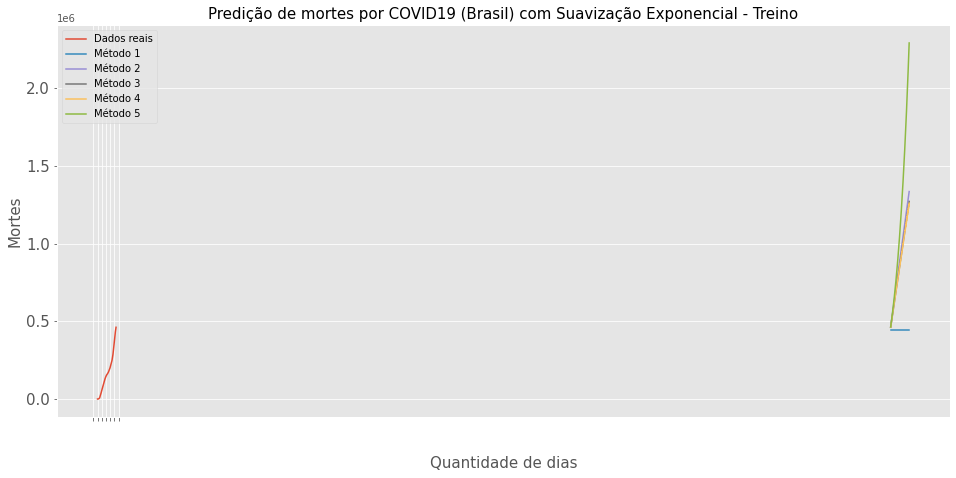 Predição de mortes por COVID19 (Brasil) com Suavização Exponencial - Treino
1e6
Dados reais
Método 1
Método 2
Método 3
Método 4
Método 5
2.0
1.5
1.0
0.5
0.0
Mortes
Quantidade de dias